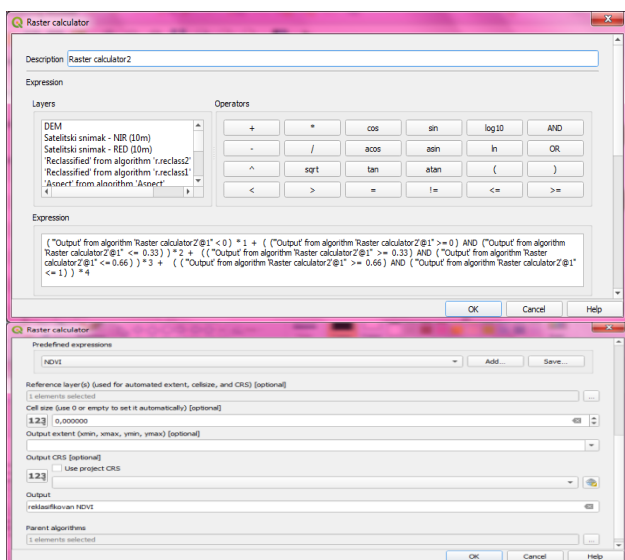 Raster calculator
Description Raster calculator2
Expression
Layers Operators
DEM
Satelitski snimak - NIR (10m)
Satelitski snimak - RED (10m)
'Reclassified' from algorithm 'r.reclass2'
'Reclassified' from algorithm 'r.reclass1'
'Aspect' from algorithm 'Aspect'
+ * cos sin log10 AND
- / acos asin ln OR
^ sqrt tan atan ( )
< > = != <= >=
Expression
( "'Output' from algorithm 'Raster calculator2'@1" < 0 ) * 1 + ( ( "'Output' from algorithm 'Raster calculator2'@1" >= 0 ) AND ("'Output' from algorithm
'Raster calculator2'@1" <= 0.33 ) ) * 2 + ( ( "'Output' from algorithm 'Raster calculator2'@1" >= 0.33) AND ( "'Output' from algorithm 'Raster
calculator2'@1" <= 0.66 ) ) * 3 + ( ( "'Output' from algorithm 'Raster calculator2'@1" >= 0.66) AND ( "'Output' from algorithm 'Raster calculator2'@1"
<= 1) ) * 4
OK Cancel Help
Raster calculator
Predefined expressions
NDVI Add... Save...
Reference layer(s) (used for automated extent, cellsize, and CRS) [optional]
1 elements selected ...
Cell size (use 0 or empty to set it automatically) [optional]
123 0,000000
Output extent (xmin, xmax, ymin, ymax) [optional]
Output CRS [optional]
Use project CRS
123
Output
reklasifikovan NDVI
Parent algorithms
1 elements selected ...
OK Cancel Help